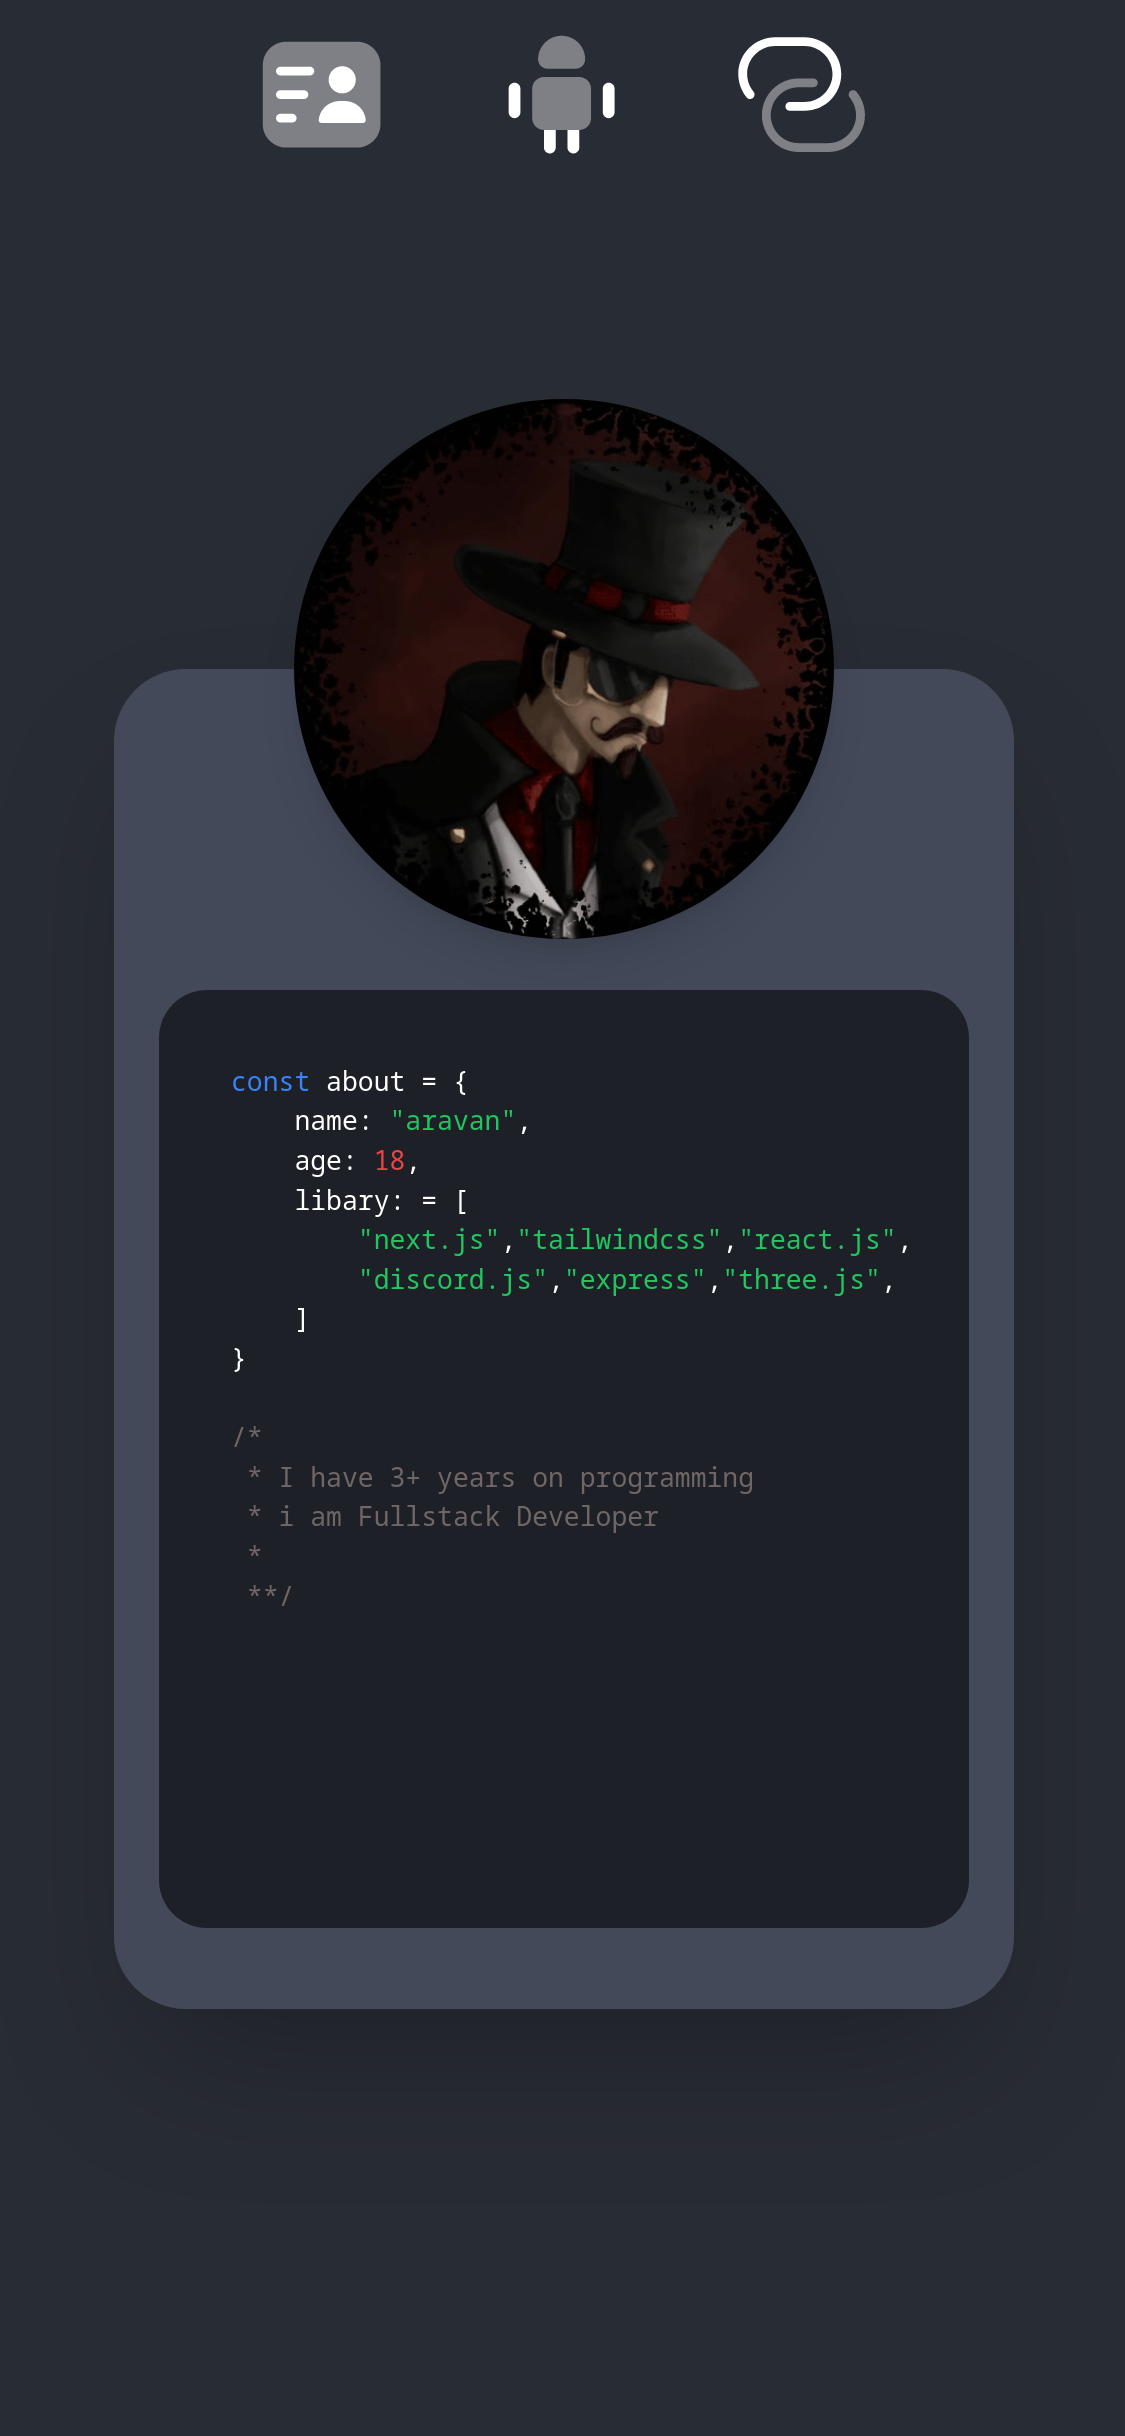 const about = {
    name: "aravan",
    age: 18,
    libary: = [
        "next.js","tailwindcss","react.js",
        "discord.js","express","three.js",
    ]
}
/*
 * I have 3+ years on programming
 * i am Fullstack Developer
 *
 **/